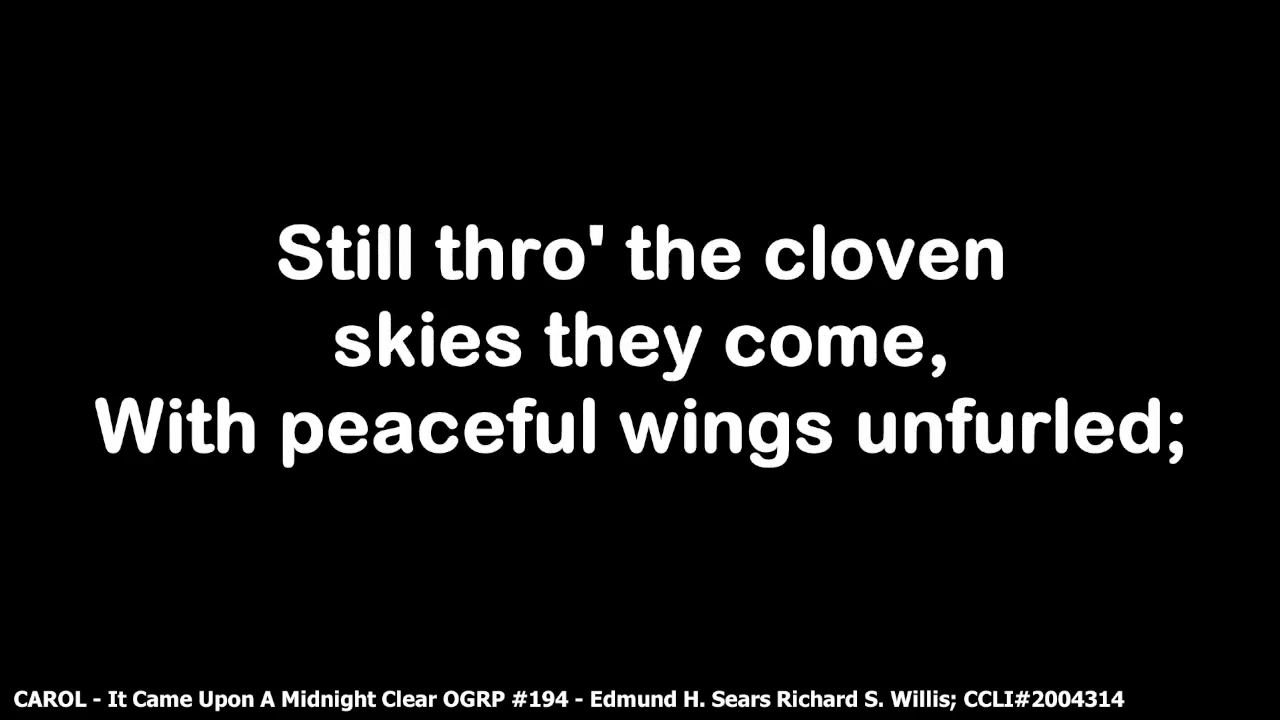 Still thro' the cloven
skies they come,
With peaceful wings unfurled;
CAROL - It Came Upon A Midnight Clear OGRP #194 - Edmund H. Sears Richard S. Willis; CCLI#2004314